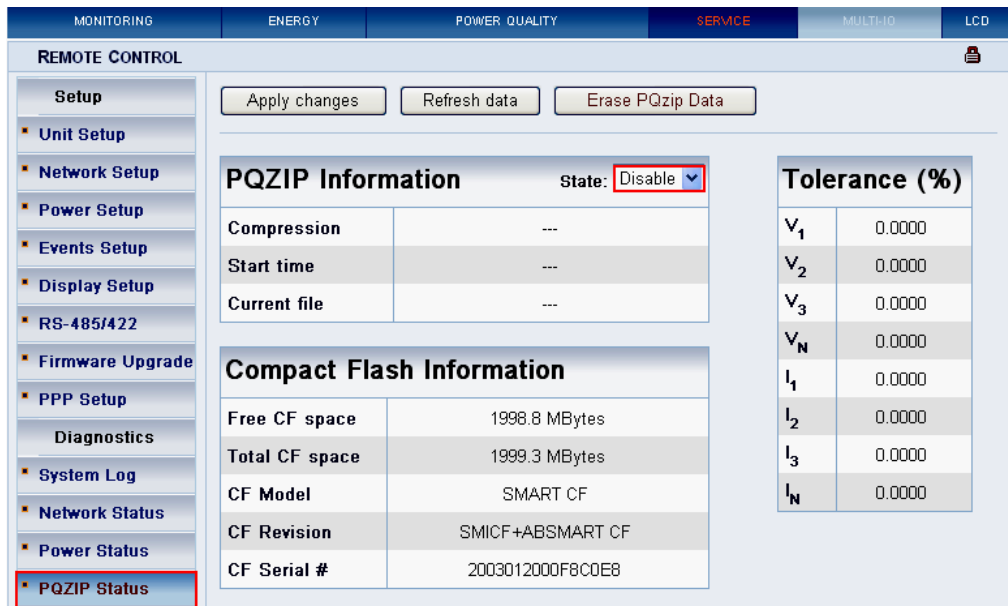 MONITORING ENERGY POWER QUALITY SERVICE MULTI-IO LCD
REMOTE CONTROL
Setup
Unit Setup
Network Setup
Power Setup
Events Setup
Display Setup
RS-485/422
Firmware Upgrade
PPP Setup
Diagnostics
System Log
Network Status
Power Status
PQZIP Status
Apply changes Refresh data Erase PQzip Data
PQZIP Information State: Disable
Compression ---
Start time ---
Current file ---
Compact Flash Information
Free CF space 1998.8 MBytes
Total CF space 1999.3 MBytes
CF Model SMART CF
CF Revision SMICF+ABSMART CF
CF Serial # 2003012000F8C0E8
Tolerance (%)
V1 0.0000
V2 0.0000
V3 0.0000
VN 0.0000
I1 0.0000
I2 0.0000
I3 0.0000
IN 0.0000